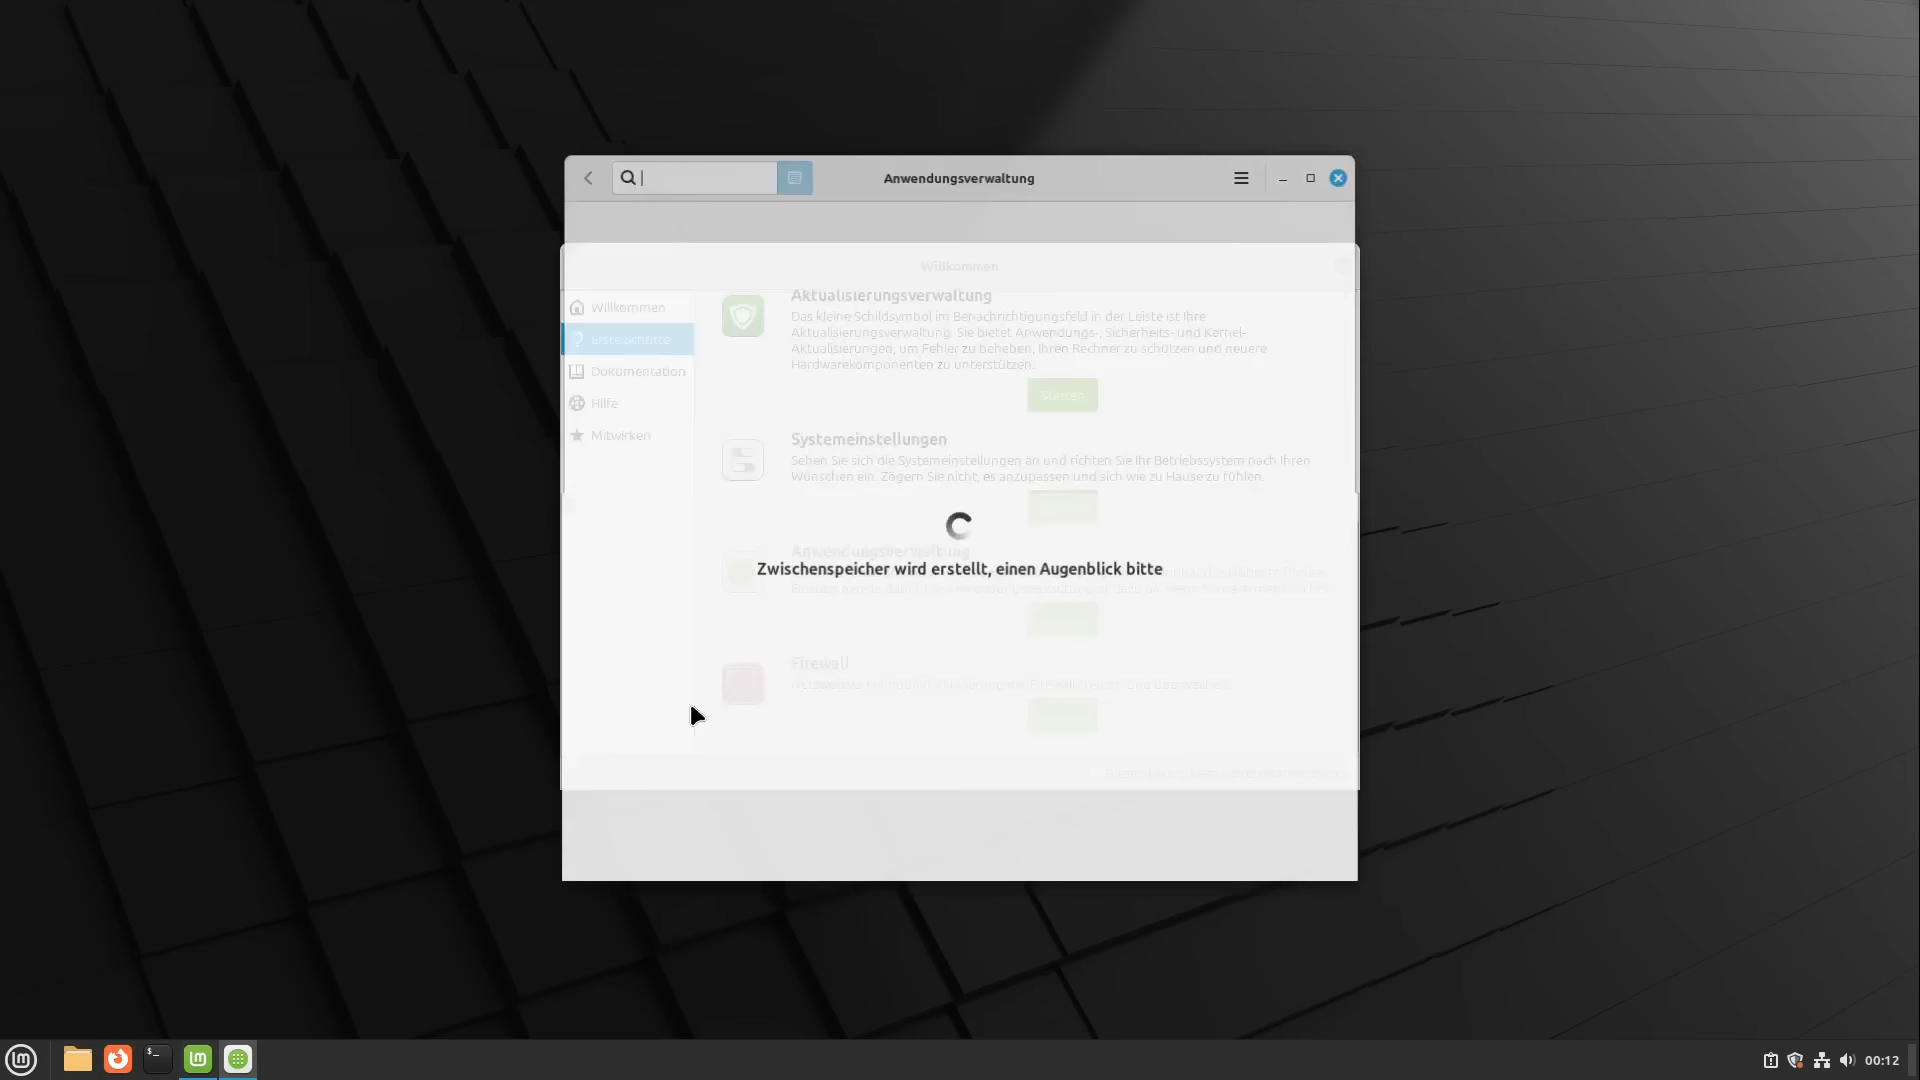 Anwendungsverwaltung
Willkommen
Willkommen
Erste Schritte
Dokumentation
Hilfe
Mitwirken
Aktualisierungsverwaltung
Das kleine Schildsymbol im Benachrichtigungsfeld in der Leiste ist Ihre
Aktualisierungsverwaltung. Sie bietet Anwendungs-, Sicherheits- und Kernel-
Aktualisierungen, um Fehler zu beheben, Ihren Rechner zu schützen und neuere
Hardwarekomponenten zu unterstützen.
Starten
Systemeinstellungen
Sehen Sie sich die Systemeinstellungen an und richten Sie Ihr Betriebssystem nach Ihren
Wünschen ein. Zögern Sie nicht, es anzupassen und sich wie zu Hause zu fühlen.
Anwendungsverwaltung
Zwischenspeicher wird erstellt, einen Augenblick bitte
Firewall
00:12